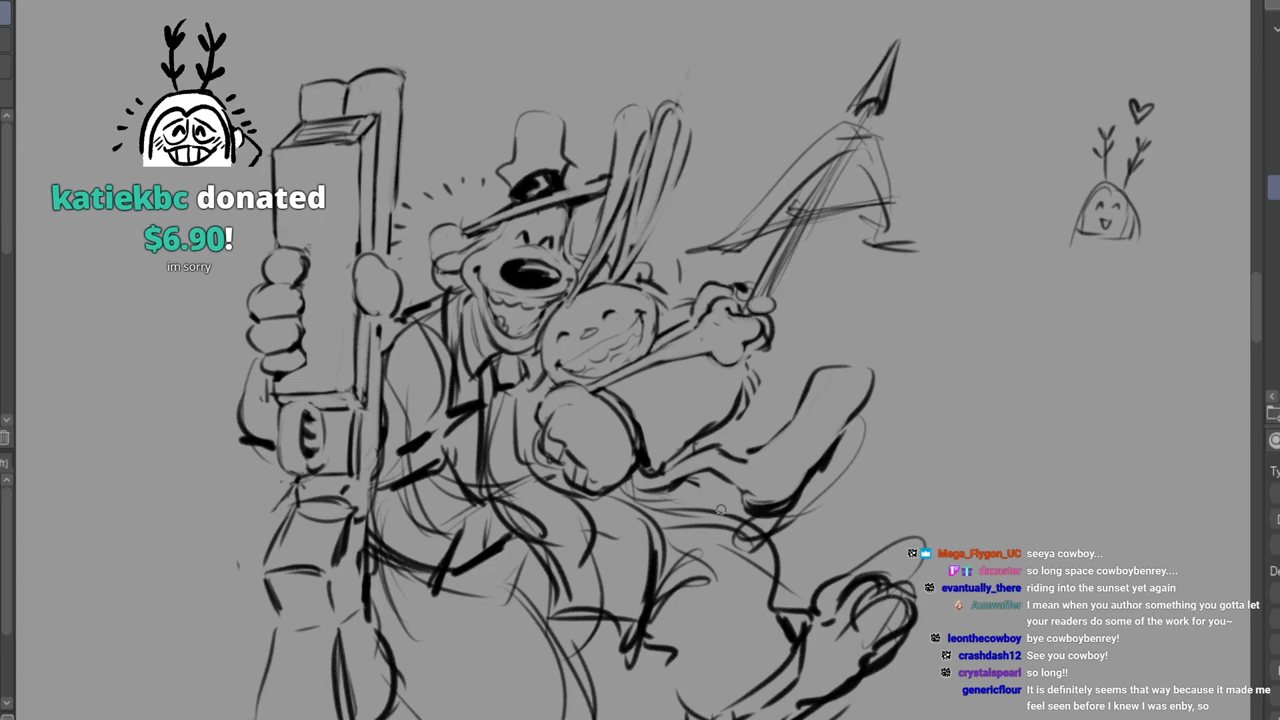 katiekbc donated
$6.90!
im sorry
Mega_Flygon_UC seeya cowboy...
daxaster so long space cowboybenrey....
evantually_there riding into the sunset yet again
Azuwuffer I mean when you author something you gotta let
your readers do some of the work for you~
leonthecowboy bye cowboybenrey!
crashdash12 See you cowboy!
crystalspearl so long!!
genericflour It is definitely seems that way because it made me
feel seen before I knew I was enby, so